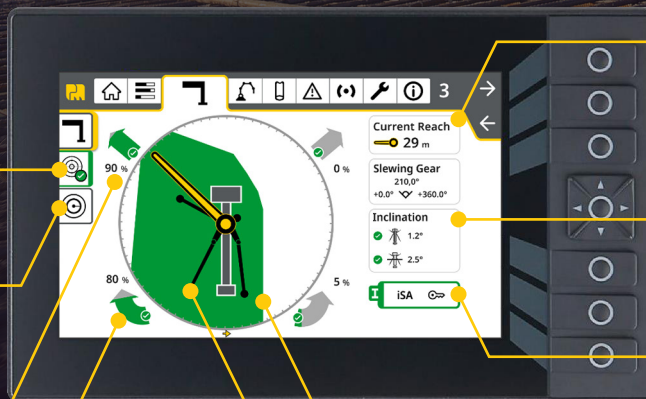 3
Current Reach
29 m
90 %
0 %
Slewing Gear
210,0°
+0.0° +360.0°
Inclination
1.2°
2.5°
80 %
5 %
iSA